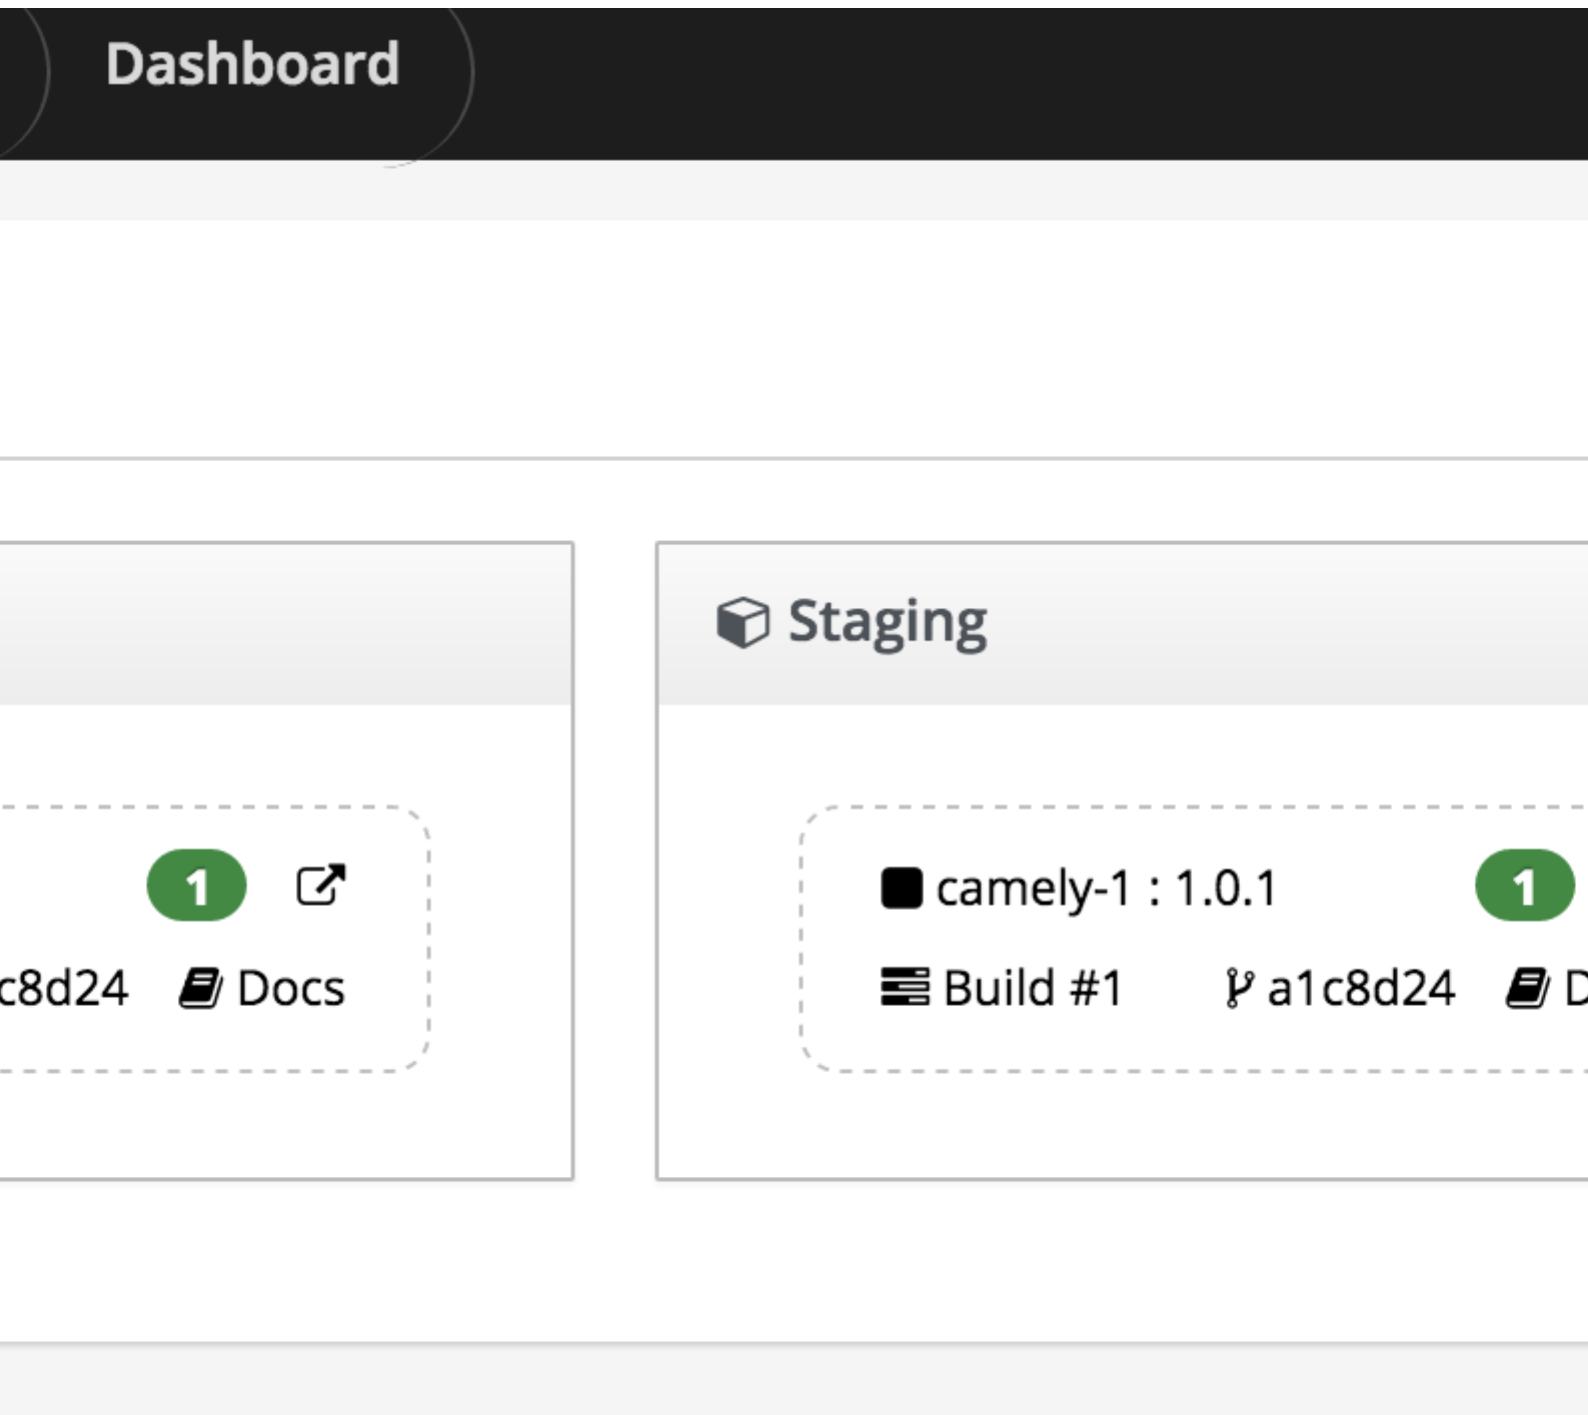 Dashboard
1
c8d24 Docs
Staging
camely-1 : 1.0.1 1
Build #1 a1c8d24 D